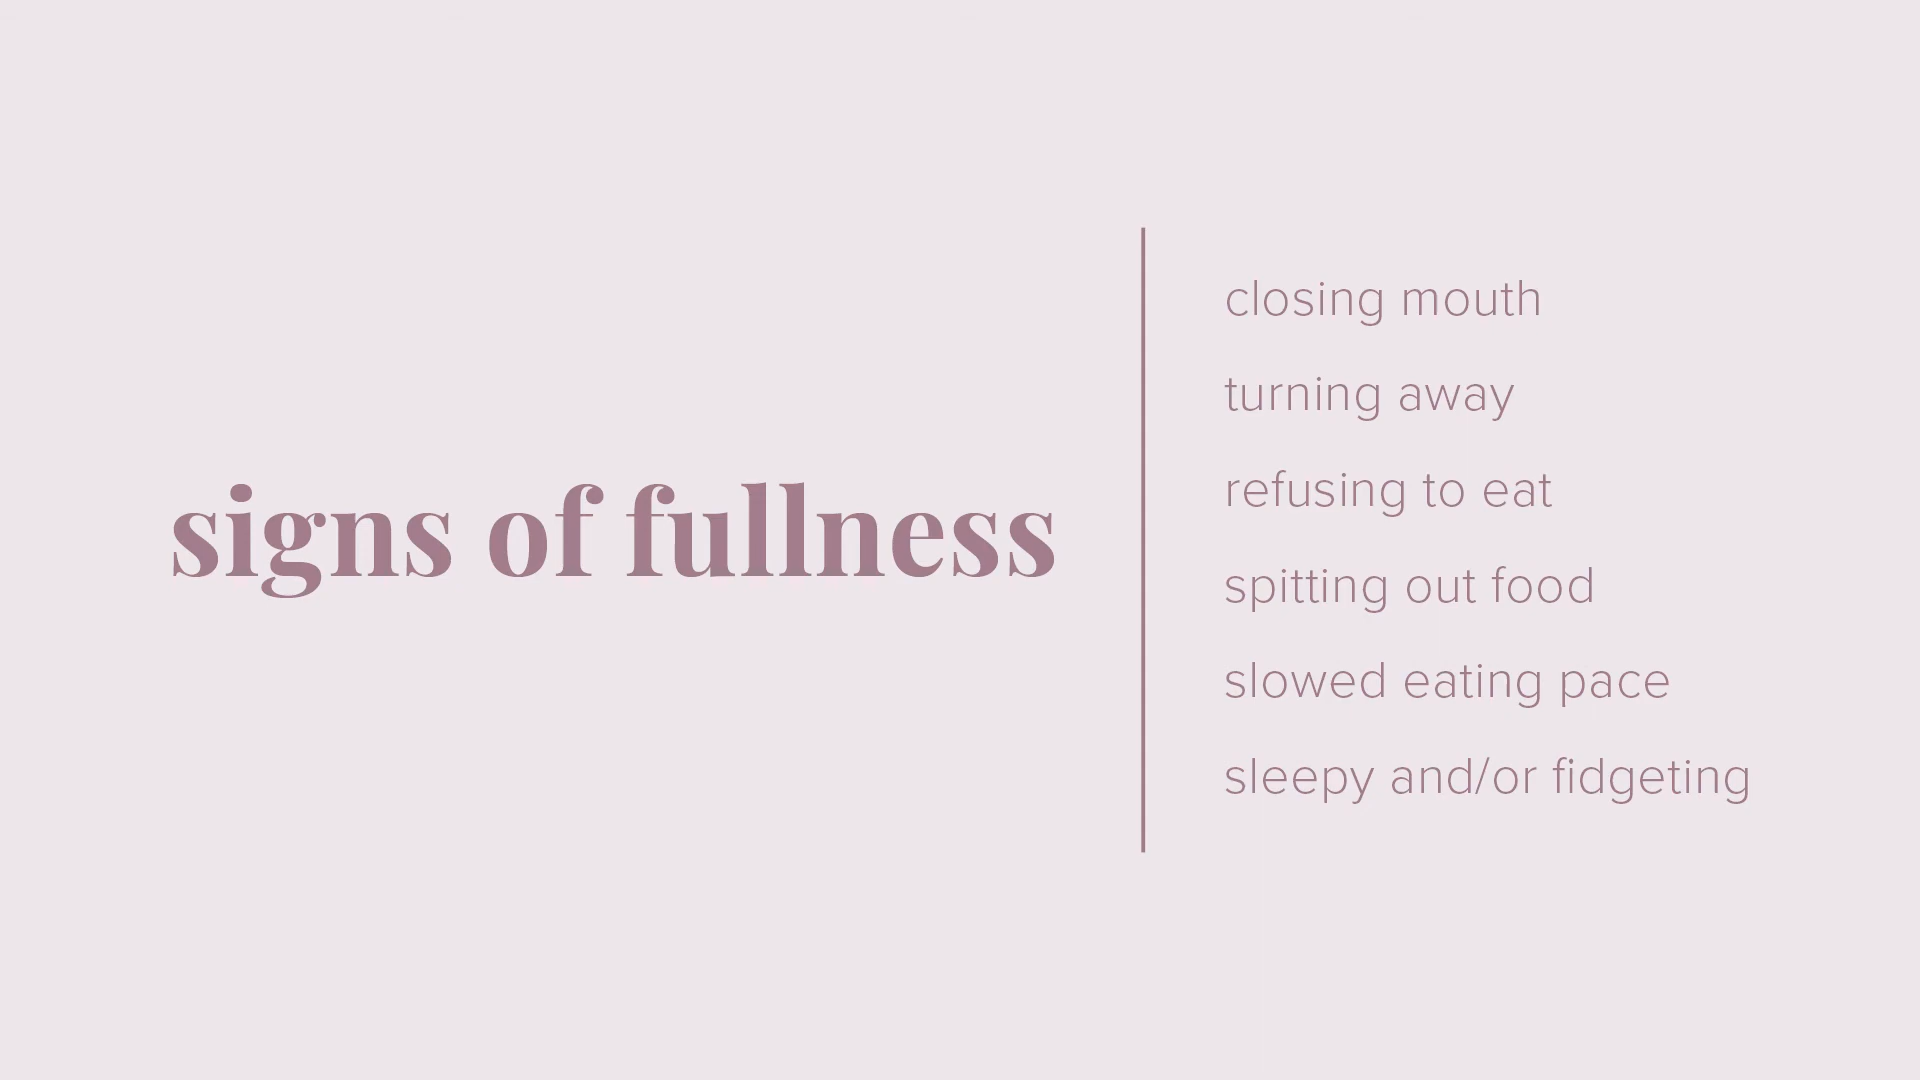 signs of fullness
closing mouth
turning away
refusing to eat
spitting out food
slowed eating pace
sleepy and/or fidgeting